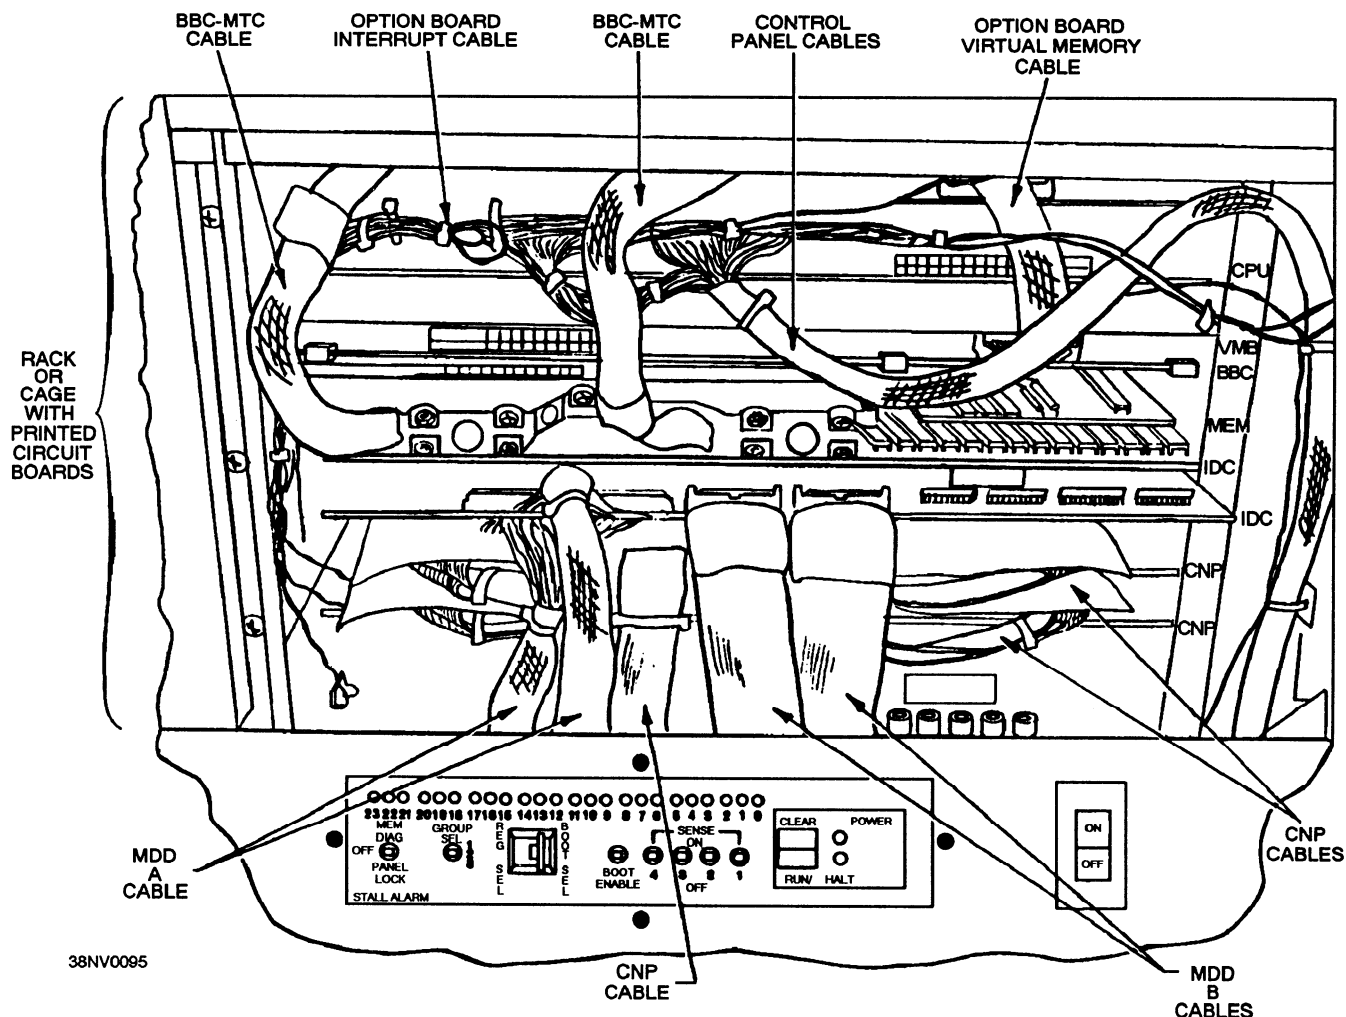 BBC-MTC
CABLE
OPTION BOARD
INTERRUPT CABLE
BBC-MTC
CABLE
CONTROL
PANEL CABLES
OPTION BOARD
VIRTUAL MEMORY
CABLE
RACK
OR
CAGE
WITH
PRINTED
CIRCUIT
BOARDS
CPU
VMB
BBC
MEM
IDC
IDC
CNP
CNP
23 22 21 20 19 18 17 16 15 14 13 12 11 10 9 8 7 6 5 4 3 2 1 0
MEM
DIAG
OFF
PANEL
LOCK
STALL ALARM
GROUP
SEL
1
2
3
REG SEL
BOOT SEL
BOOT
ENABLE
SENSE
ON
4 3 2 1
OFF
CLEAR
POWER
RUN/ HALT
ON
OFF
MDD
A
CABLE
CNP
CABLE
MDD
B
CABLES
CNP
CABLES
38NV0095